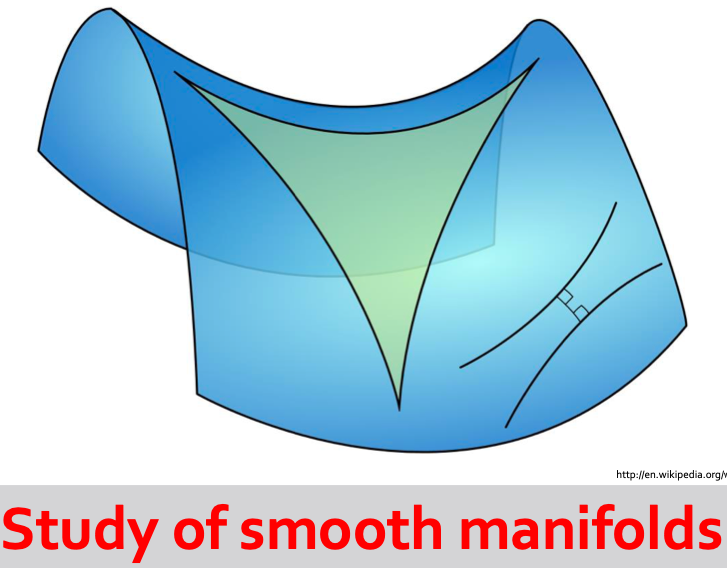 http://en.wikipedia.org/
Study of smooth manifolds